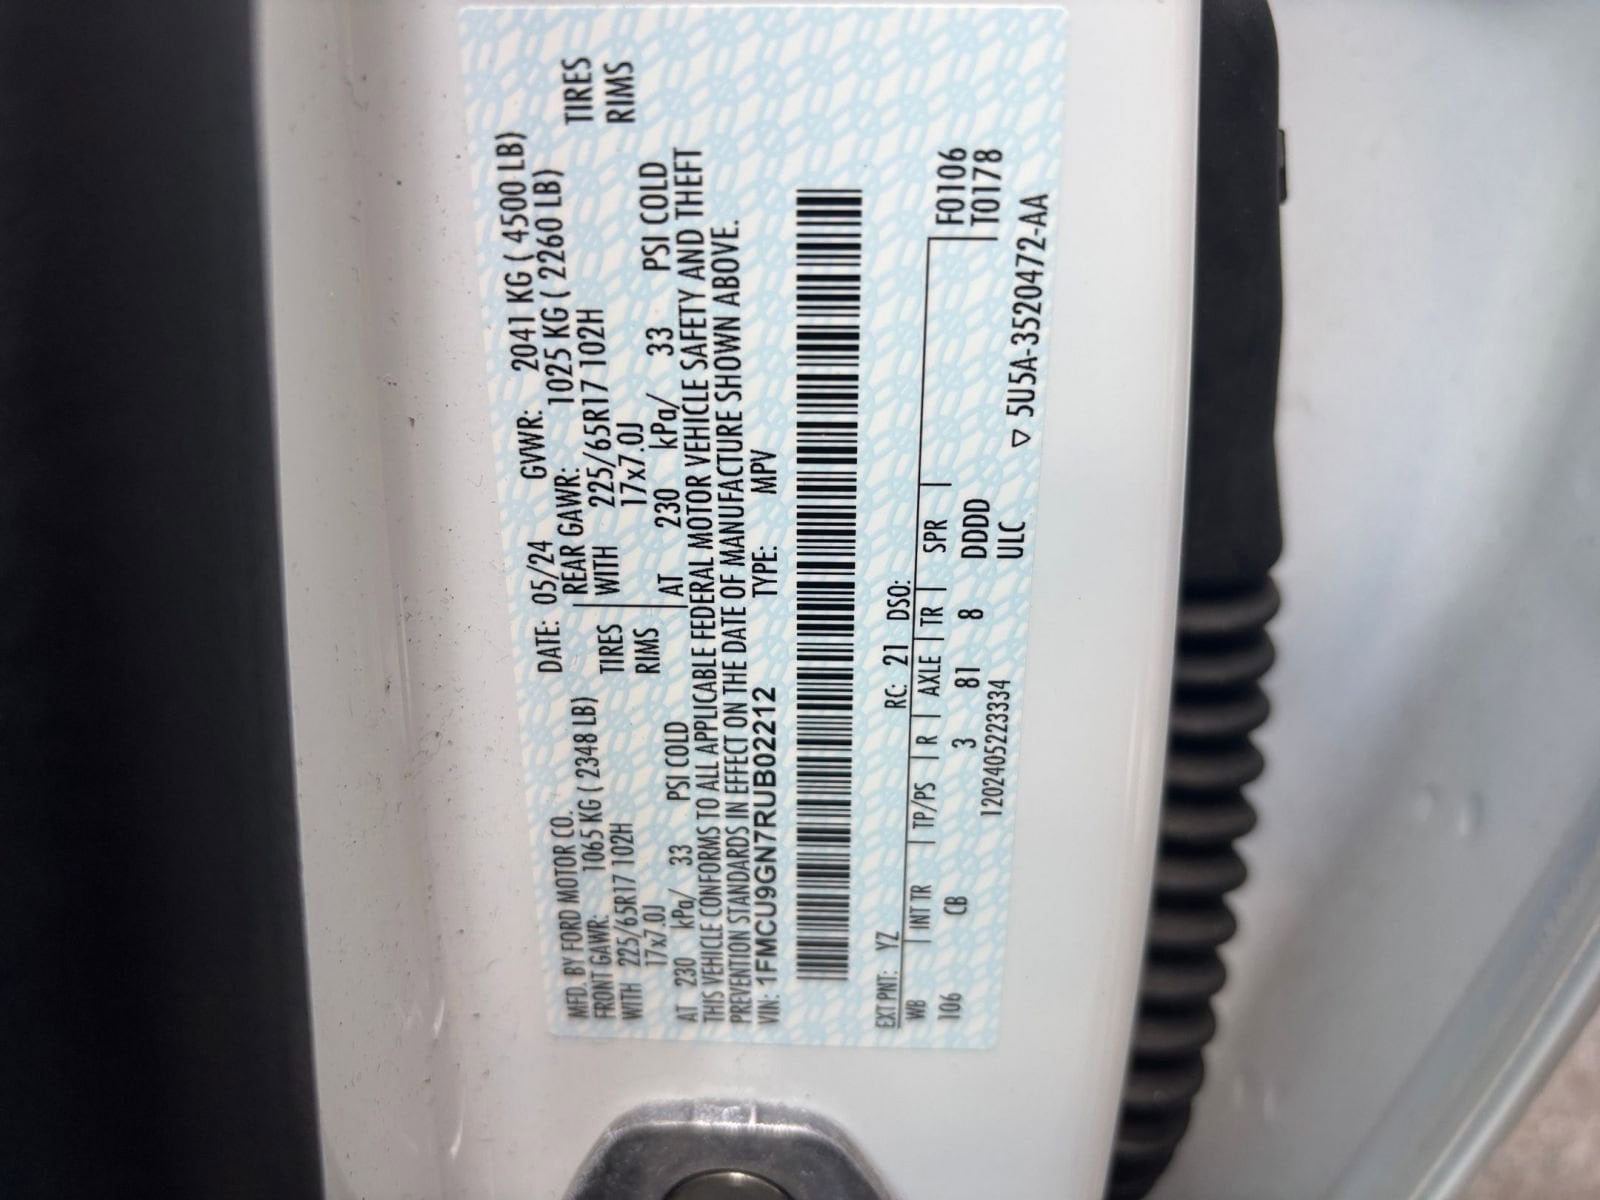 MFD. BY FORD MOTOR CO.
DATE: 05/24 GVWR: 2041 KG ( 4500 LB)
FRONT GAWR: 1065 KG ( 2348 LB) REAR GAWR: 1025 KG ( 2260 LB)
WITH 225/65R17 102H TIRES WITH 225/65R17 102H TIRES
17x7.0J RIMS 17x7.0J RIMS
AT 230 kPa/ 33 PSI COLD AT 230 kPa/ 33 PSI COLD
THIS VEHICLE CONFORMS TO ALL APPLICABLE FEDERAL MOTOR VEHICLE SAFETY AND THEFT
PREVENTION STANDARDS IN EFFECT ON THE DATE OF MANUFACTURE SHOWN ABOVE.
VIN: 1FMCU9GN7RUB02212 TYPE: MPV
EXT PNT: YZ RC: 21 DSO:
WB INT TR TP/PS R AXLE TR SPR F0106
106 CB 3 81 8 DDDD T0178
1202405223334 ULC ▽ 5U5A-3520472-AA